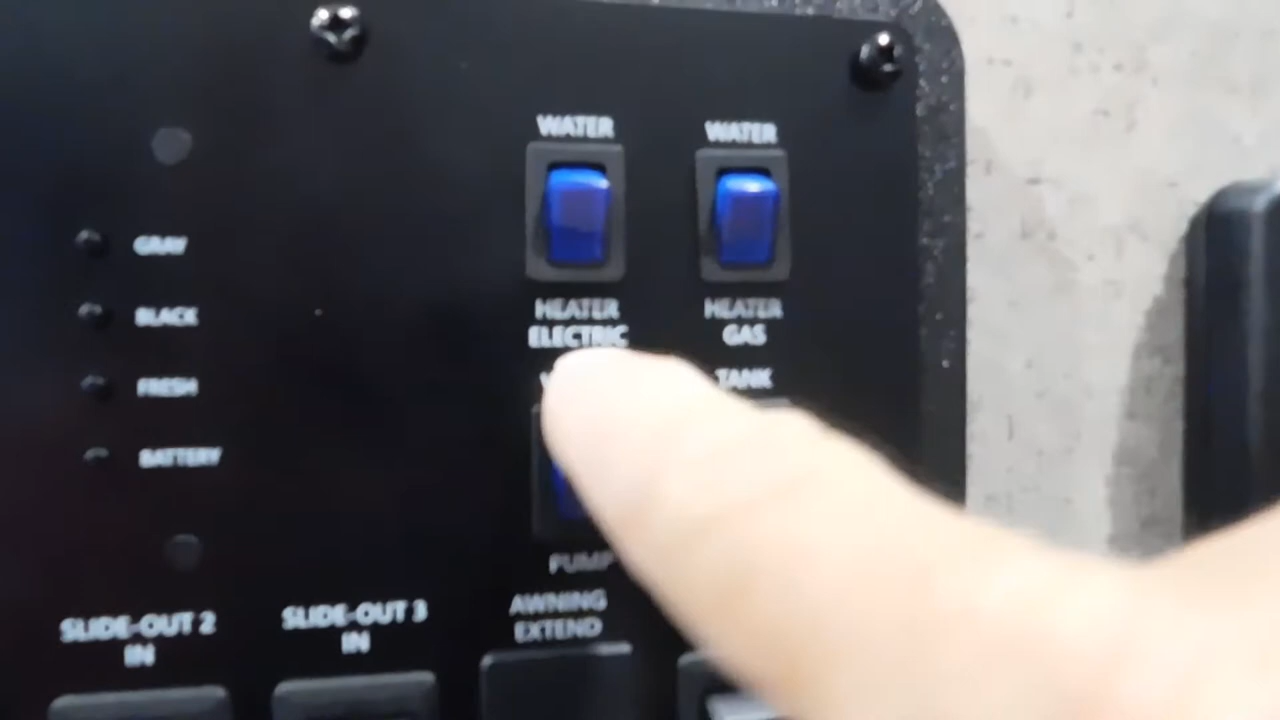 WATER
HEATER
ELECTRIC
WATER
HEATER
GAS
GRAY
BLACK
FRESH
BATTERY
TANK
PUMP
SLIDE-OUT 2
IN
SLIDE-OUT 3
IN
AWNING
EXTEND